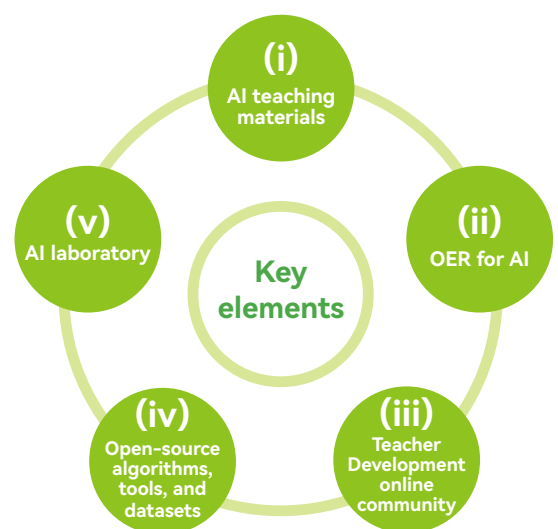 (i)
AI teaching
materials
(ii)
OER for AI
(iii)
Teacher
Development
online
community
(iv)
Open-source
algorithms,
tools, and
datasets
(v)
AI laboratory
Key
elements